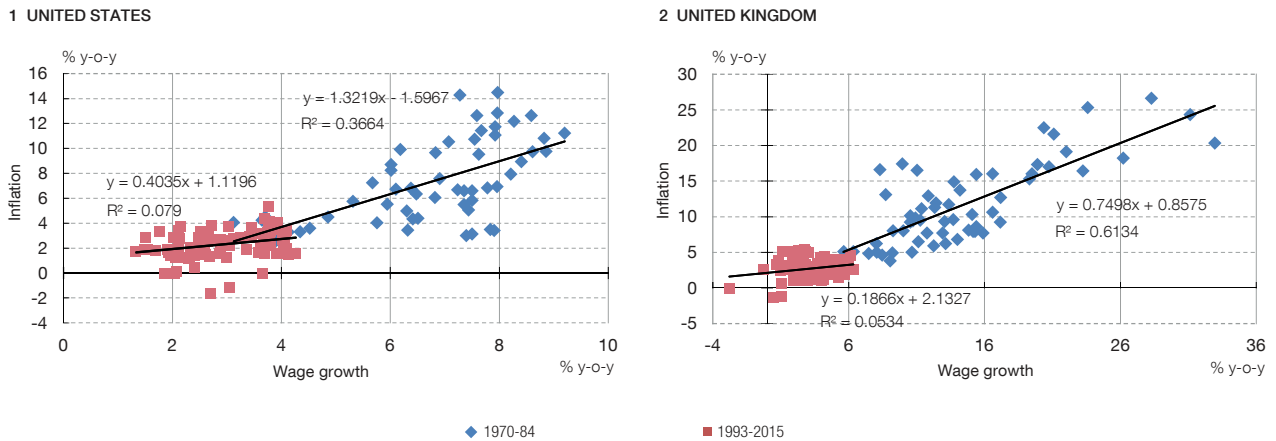 1 UNITED STATES
% y-o-y
Inflation
16
14
12
10
8
6
4
2
0
-2
-4
y = 1.3219x - 1.5967
R² = 0.3664
y = 0.4035x + 1.1196
R² = 0.079
0 2 4 6 8 10
Wage growth
% y-o-y
2 UNITED KINGDOM
% y-o-y
Inflation
30
25
20
15
10
5
0
-5
y = 0.7498x + 0.8575
R² = 0.6134
y = 0.1866x + 2.1327
R² = 0.0534
-4 6 16 26 36
Wage growth
% y-o-y
1970-84
1993-2015